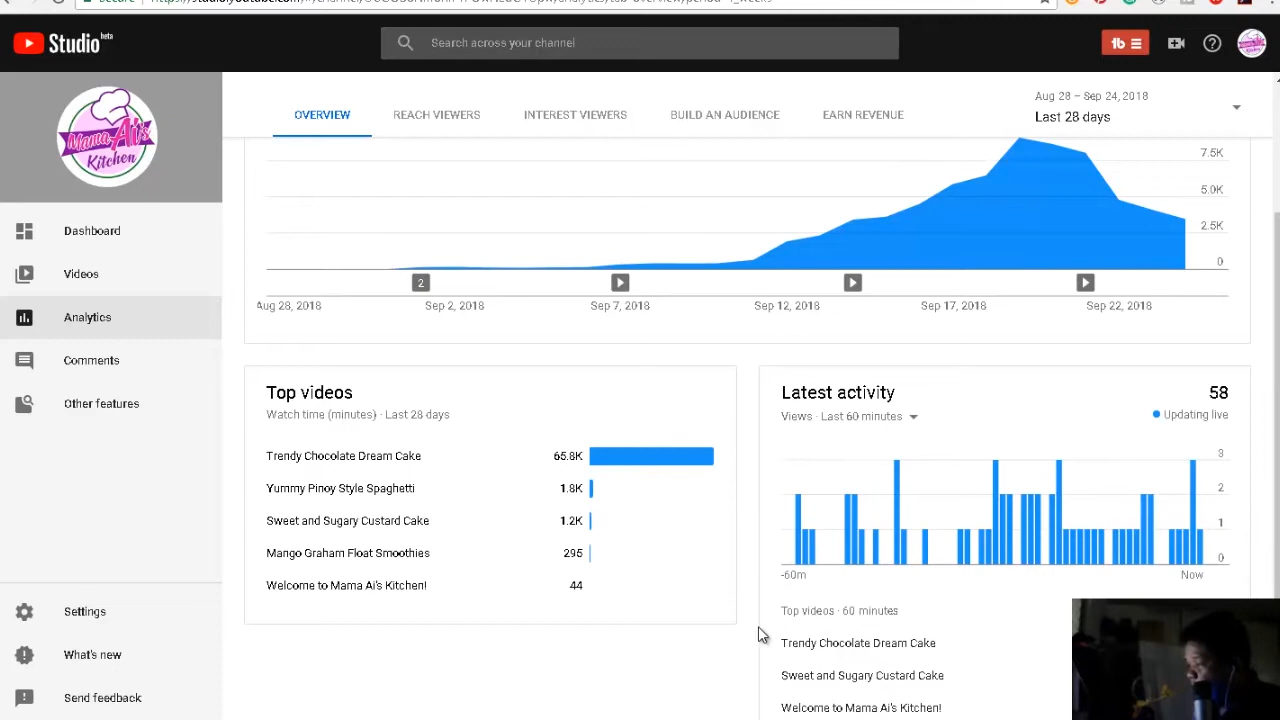 Studio beta
Search across your channel
Mama Ai's
Kitchen
OVERVIEW
REACH VIEWERS
INTEREST VIEWERS
BUILD AN AUDIENCE
EARN REVENUE
Aug 28 – Sep 24, 2018
Last 28 days
Dashboard
Videos
Analytics
Comments
Other features
Settings
What's new
Send feedback
7.5K
5.0K
2.5K
0
2
Aug 28, 2018
Sep 2, 2018
Sep 7, 2018
Sep 12, 2018
Sep 17, 2018
Sep 22, 2018
Top videos
Watch time (minutes) · Last 28 days
Trendy Chocolate Dream Cake 65.8K
Yummy Pinoy Style Spaghetti 1.8K
Sweet and Sugary Custard Cake 1.2K
Mango Graham Float Smoothies 295
Welcome to Mama Ai's Kitchen! 44
Latest activity 58
Views · Last 60 minutes
Updating live
3
2
1
0
-60m Now
Top videos · 60 minutes
Trendy Chocolate Dream Cake
Sweet and Sugary Custard Cake
Welcome to Mama Ai's Kitchen!